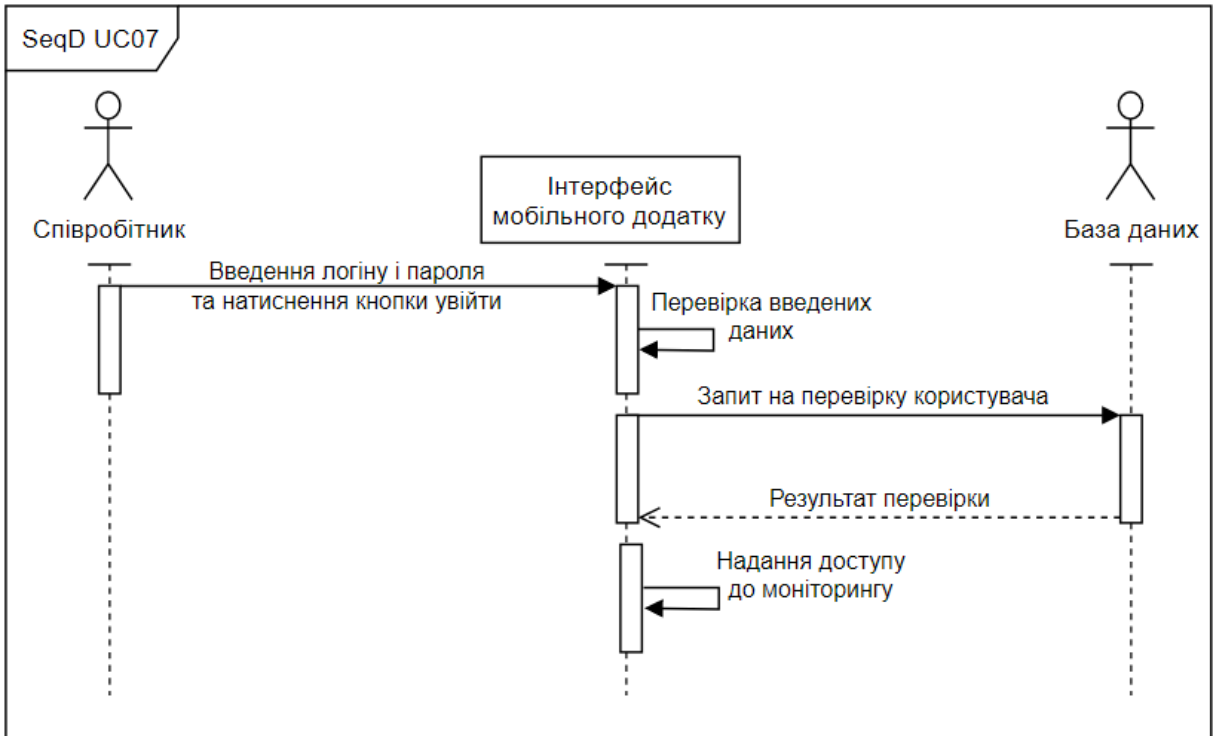 SeqD UC07
Співробітник
Інтерфейс
мобільного додатку
База даних
Введення логіну і пароля
та натиснення кнопки увійти
Перевірка введених
даних
Запит на перевірку користувача
Результат перевірки
Надання доступу
до моніторингу